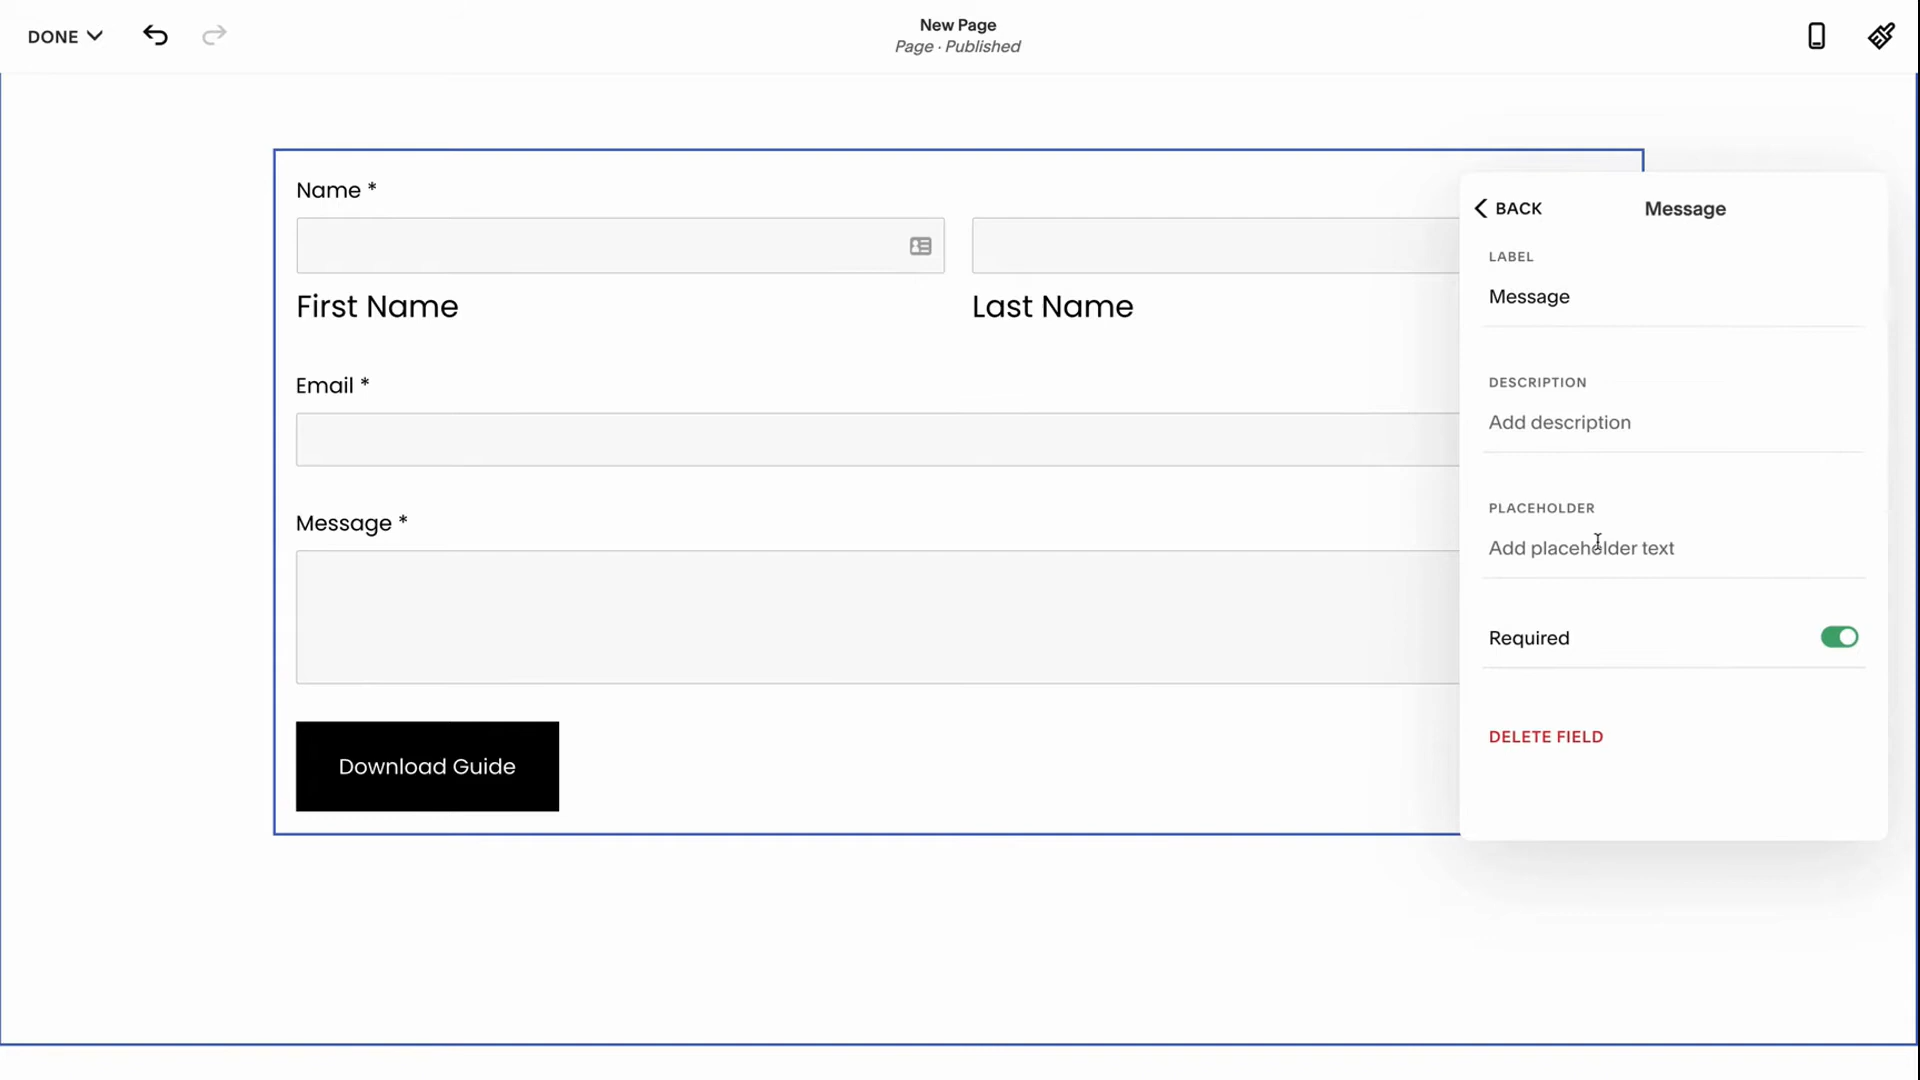 DONE
New Page
Page · Published
Name *
First Name
Last Name
Email *
Message *
Download Guide
BACK
Message
LABEL
Message
DESCRIPTION
Add description
PLACEHOLDER
Add placeholder text
Required
DELETE FIELD